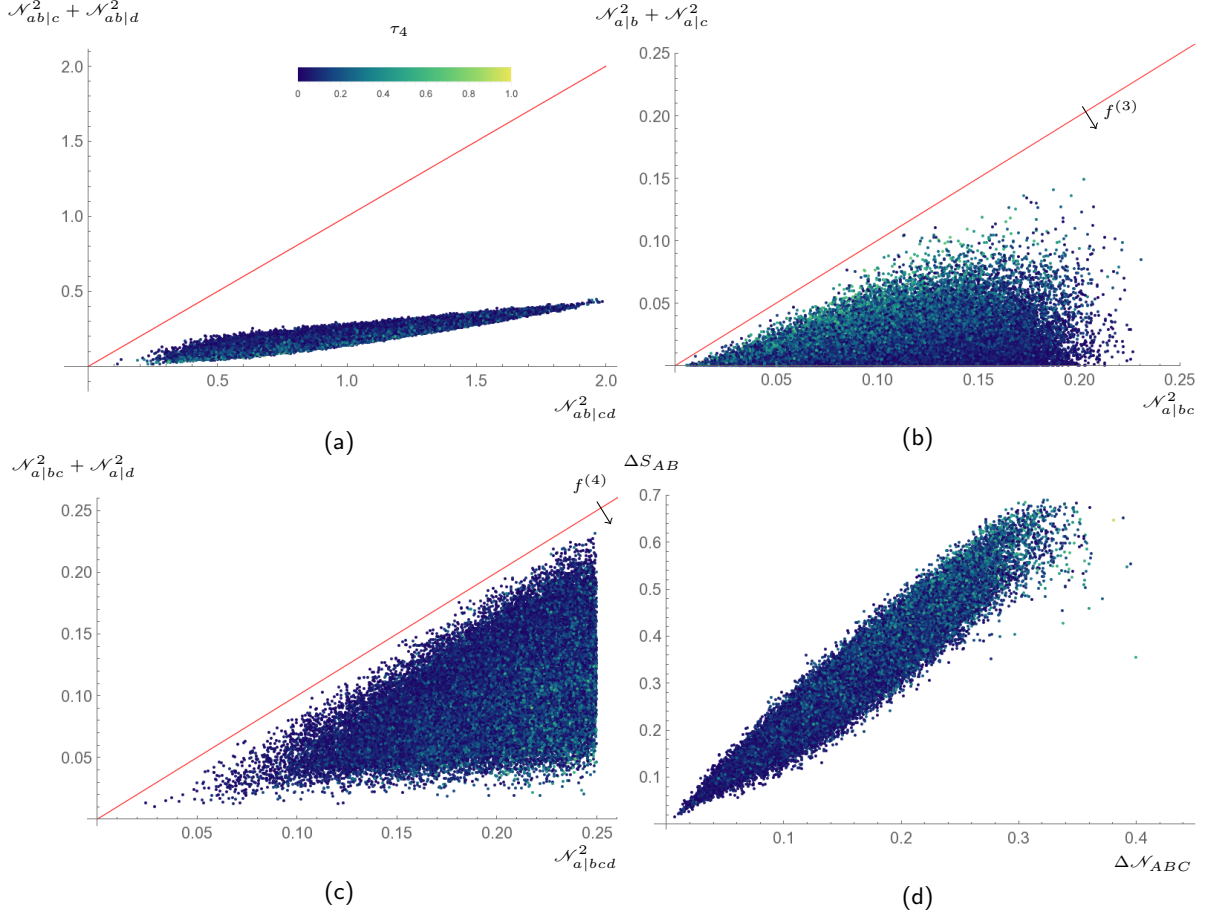 𝒩²_{ab|c} + 𝒩²_{ab|d}
τ₄
0 0.2 0.4 0.6 0.8 1.0
2.0
1.5
1.0
0.5
0.5 1.0 1.5 2.0
𝒩²_{ab|cd}
(a)
𝒩²_{a|b} + 𝒩²_{a|c}
0.25
f⁽³⁾
0.20
0.15
0.10
0.05
0.05 0.10 0.15 0.20 0.25
𝒩²_{a|bc}
(b)
𝒩²_{a|bc} + 𝒩²_{a|d}
f⁽⁴⁾
0.25
0.20
0.15
0.10
0.05
0.05 0.10 0.15 0.20 0.25
𝒩²_{a|bcd}
(c)
ΔS_{AB}
0.7
0.6
0.5
0.4
0.3
0.2
0.1
0.1 0.2 0.3 0.4
Δ𝒩_{ABC}
(d)